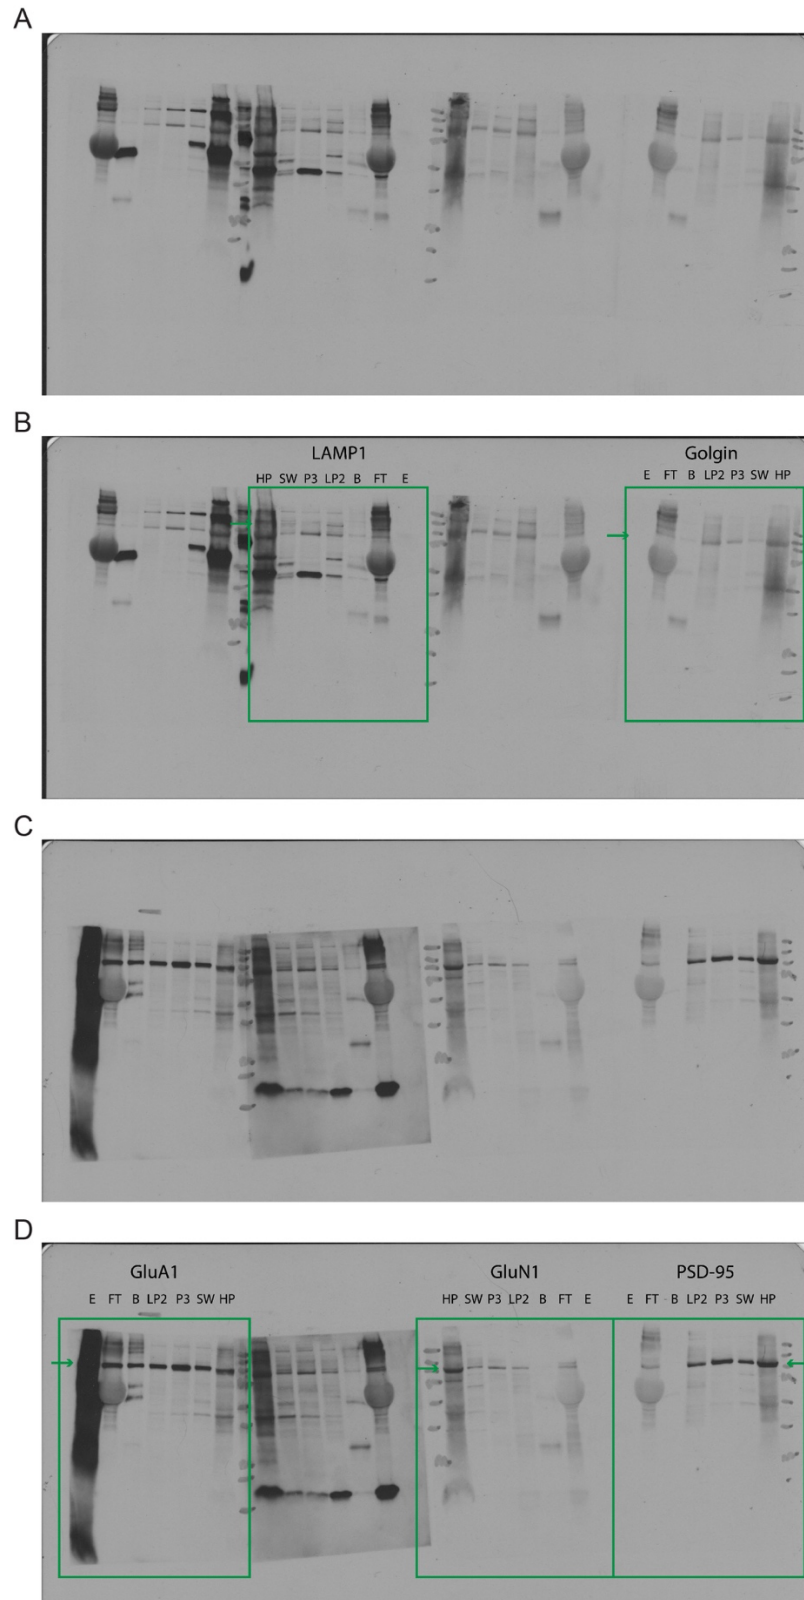 A
B
LAMP1
Golgin
HP SW P3 LP2 B FT E
E FT B LP2 P3 SW HP
C
D
GluA1
GluN1
PSD-95
E FT B LP2 P3 SW HP
HP SW P3 LP2 B FT E
E FT B LP2 P3 SW HP